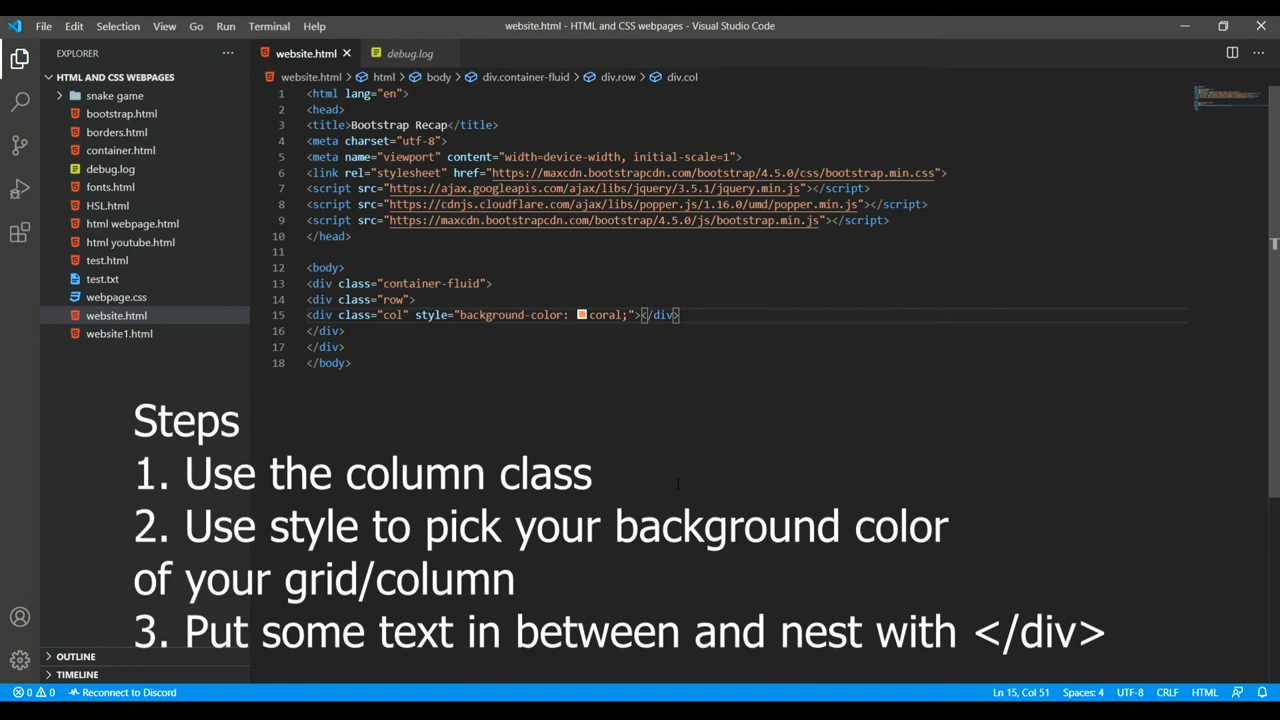 File Edit Selection View Go Run Terminal Help
website.html - HTML and CSS webpages - Visual Studio Code
EXPLORER
HTML AND CSS WEBPAGES
snake game
bootstrap.html
borders.html
container.html
debug.log
fonts.html
HSL.html
html webpage.html
html youtube.html
test.html
test.txt
webpage.css
website.html
website1.html
OUTLINE
TIMELINE
website.html
debug.log
website.html > html > body > div.container-fluid > div.row > div.col
1 <html lang="en">
2 <head>
3 <title>Bootstrap Recap</title>
4 <meta charset="utf-8">
5 <meta name="viewport" content="width=device-width, initial-scale=1">
6 <link rel="stylesheet" href="https://maxcdn.bootstrapcdn.com/bootstrap/4.5.0/css/bootstrap.min.css">
7 <script src="https://ajax.googleapis.com/ajax/libs/jquery/3.5.1/jquery.min.js"></script>
8 <script src="https://cdnjs.cloudflare.com/ajax/libs/popper.js/1.16.0/umd/popper.min.js"></script>
9 <script src="https://maxcdn.bootstrapcdn.com/bootstrap/4.5.0/js/bootstrap.min.js"></script>
10 </head>
11
12 <body>
13 <div class="container-fluid">
14 <div class="row">
15 <div class="col" style="background-color: coral;"></div>
16 </div>
17 </div>
18 </body>
Steps
1. Use the column class
2. Use style to pick your background color
of your grid/column
3. Put some text in between and nest with </div>
0 0 Reconnect to Discord
Ln 15, Col 51 Spaces: 4 UTF-8 CRLF HTML